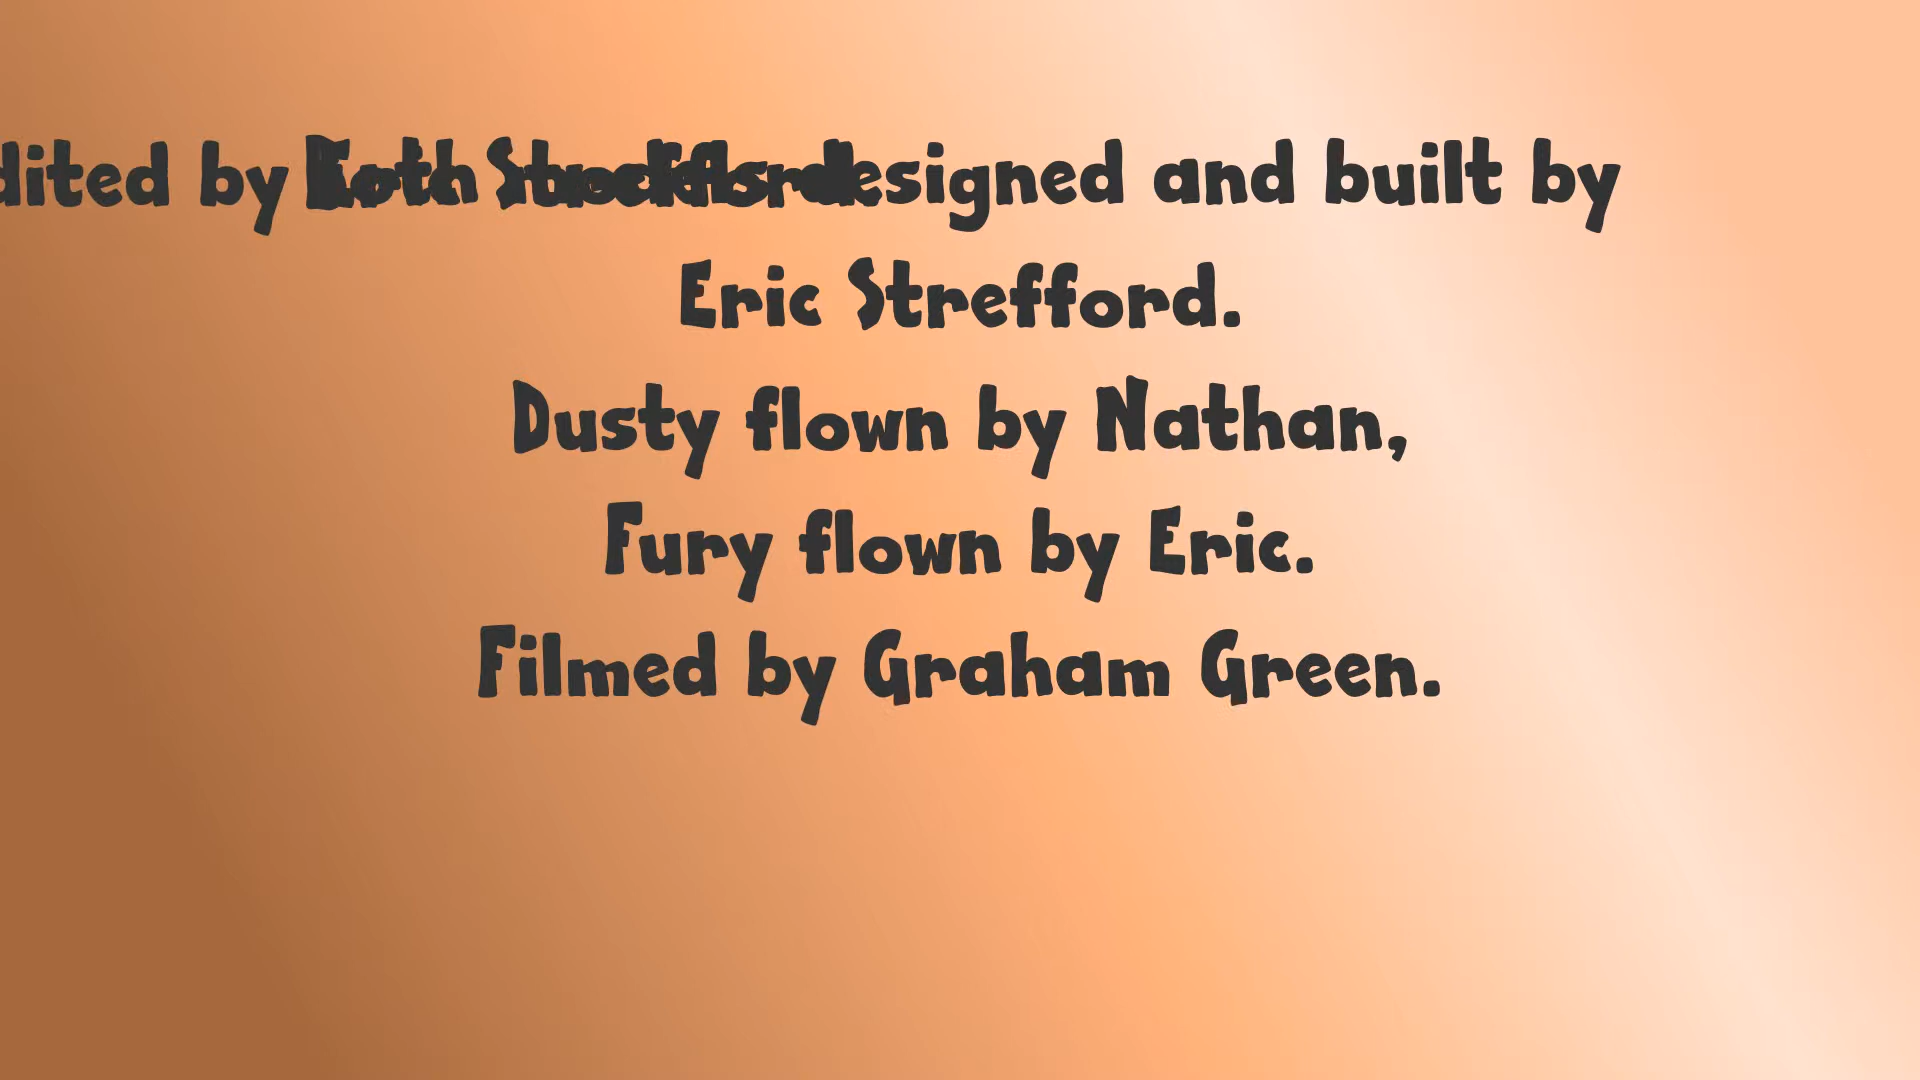 dited by designed and built by
Eric Strefford.
Dusty flown by Nathan,
Fury flown by Eric.
Filmed by Graham Green.